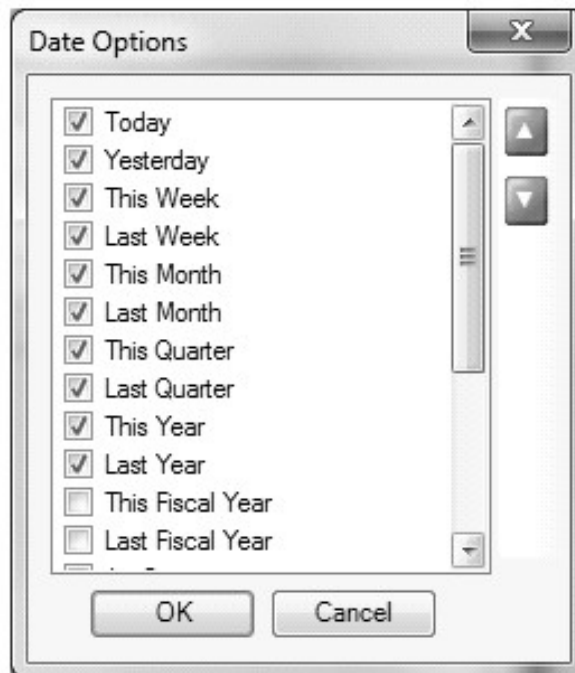 Date Options
Today
Yesterday
This Week
Last Week
This Month
Last Month
This Quarter
Last Quarter
This Year
Last Year
This Fiscal Year
Last Fiscal Year
OK
Cancel